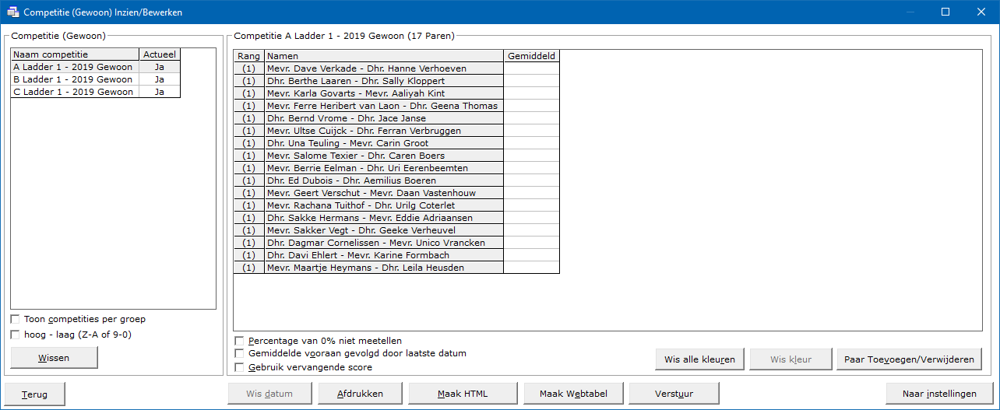 Competitie (Gewoon) Inzien/Bewerken
Competitie (Gewoon)
Naam competitie Actueel
A Ladder 1 - 2019 Gewoon Ja
B Ladder 1 - 2019 Gewoon Ja
C Ladder 1 - 2019 Gewoon Ja
Toon competities per groep
hoog - laag (Z-A of 9-0)
Wissen
Competitie A Ladder 1 - 2019 Gewoon (17 Paren)
Rang Namen Gemiddeld
(1) Mevr. Dave Verkade - Dhr. Hanne Verhoeven
(1) Dhr. Berthe Laaren - Dhr. Sally Kloppert
(1) Mevr. Karla Govarts - Mevr. Aaliyah Kint
(1) Mevr. Ferre Heribert van Laon - Dhr. Geena Thomas
(1) Dhr. Bernd Vrome - Dhr. Jace Janse
(1) Mevr. Ultse Cuijck - Dhr. Ferran Verbruggen
(1) Dhr. Una Teuling - Mevr. Carin Groot
(1) Mevr. Salome Texier - Dhr. Caren Boers
(1) Mevr. Berrie Eelman - Dhr. Uri Eerenbeemten
(1) Dhr. Ed Dubois - Dhr. Aemilius Boeren
(1) Mevr. Geert Verschut - Mevr. Daan Vastenhouw
(1) Mevr. Rachana Tuithof - Dhr. Urilg Coterlet
(1) Dhr. Sakke Hermans - Mevr. Eddie Adriaansen
(1) Mevr. Sakker Vegt - Dhr. Geeke Verheuvel
(1) Dhr. Dagmar Cornelissen - Mevr. Unico Vrancken
(1) Dhr. Davi Ehlert - Mevr. Karine Formbach
(1) Mevr. Maartje Heymans - Dhr. Leila Heusden
Percentage van 0% niet meetellen
Gemiddelde vooraan gevolgd door laatste datum
Gebruik vervangende score
Wis alle kleuren Wis kleur Paar Toevoegen/Verwijderen
Terug Wis datum Afdrukken Maak HTML Maak Webtabel Verstuur Naar instellingen